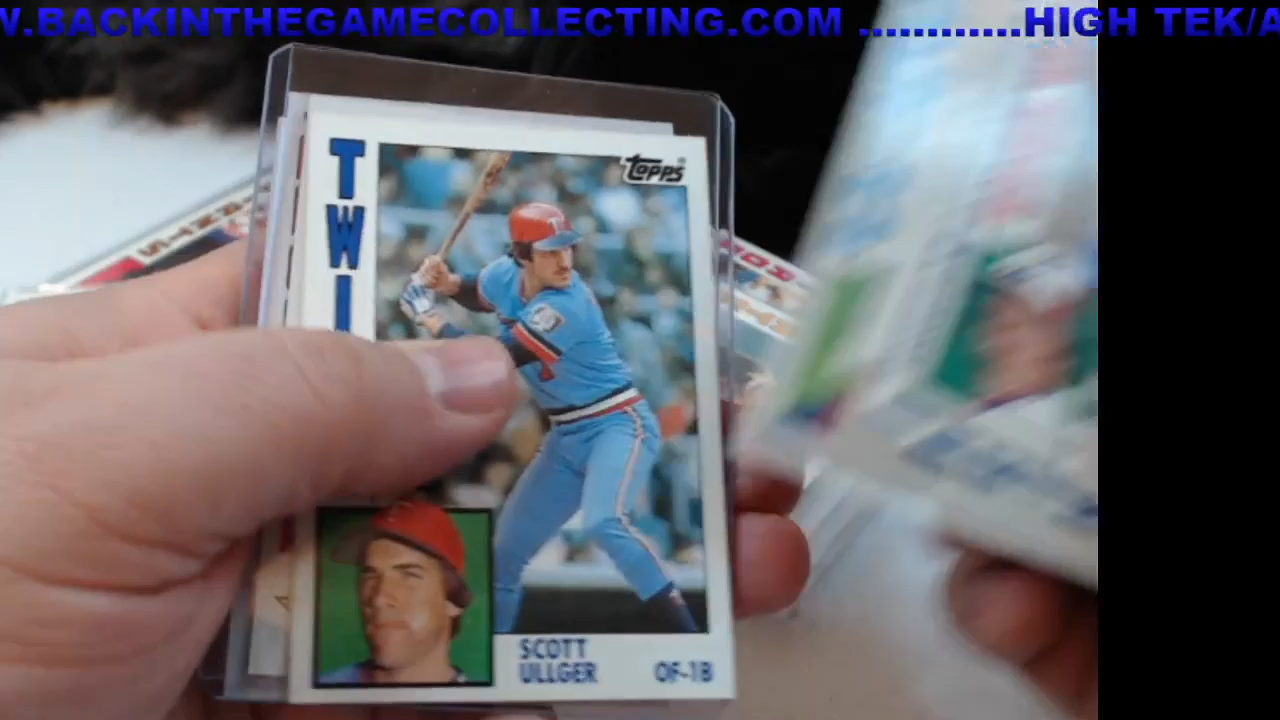 W.BACKINTHEGAMECOLLECTING.COM ............HIGH TEK/A
Topps
TWI
SCOTT
ULLGER OF-1B